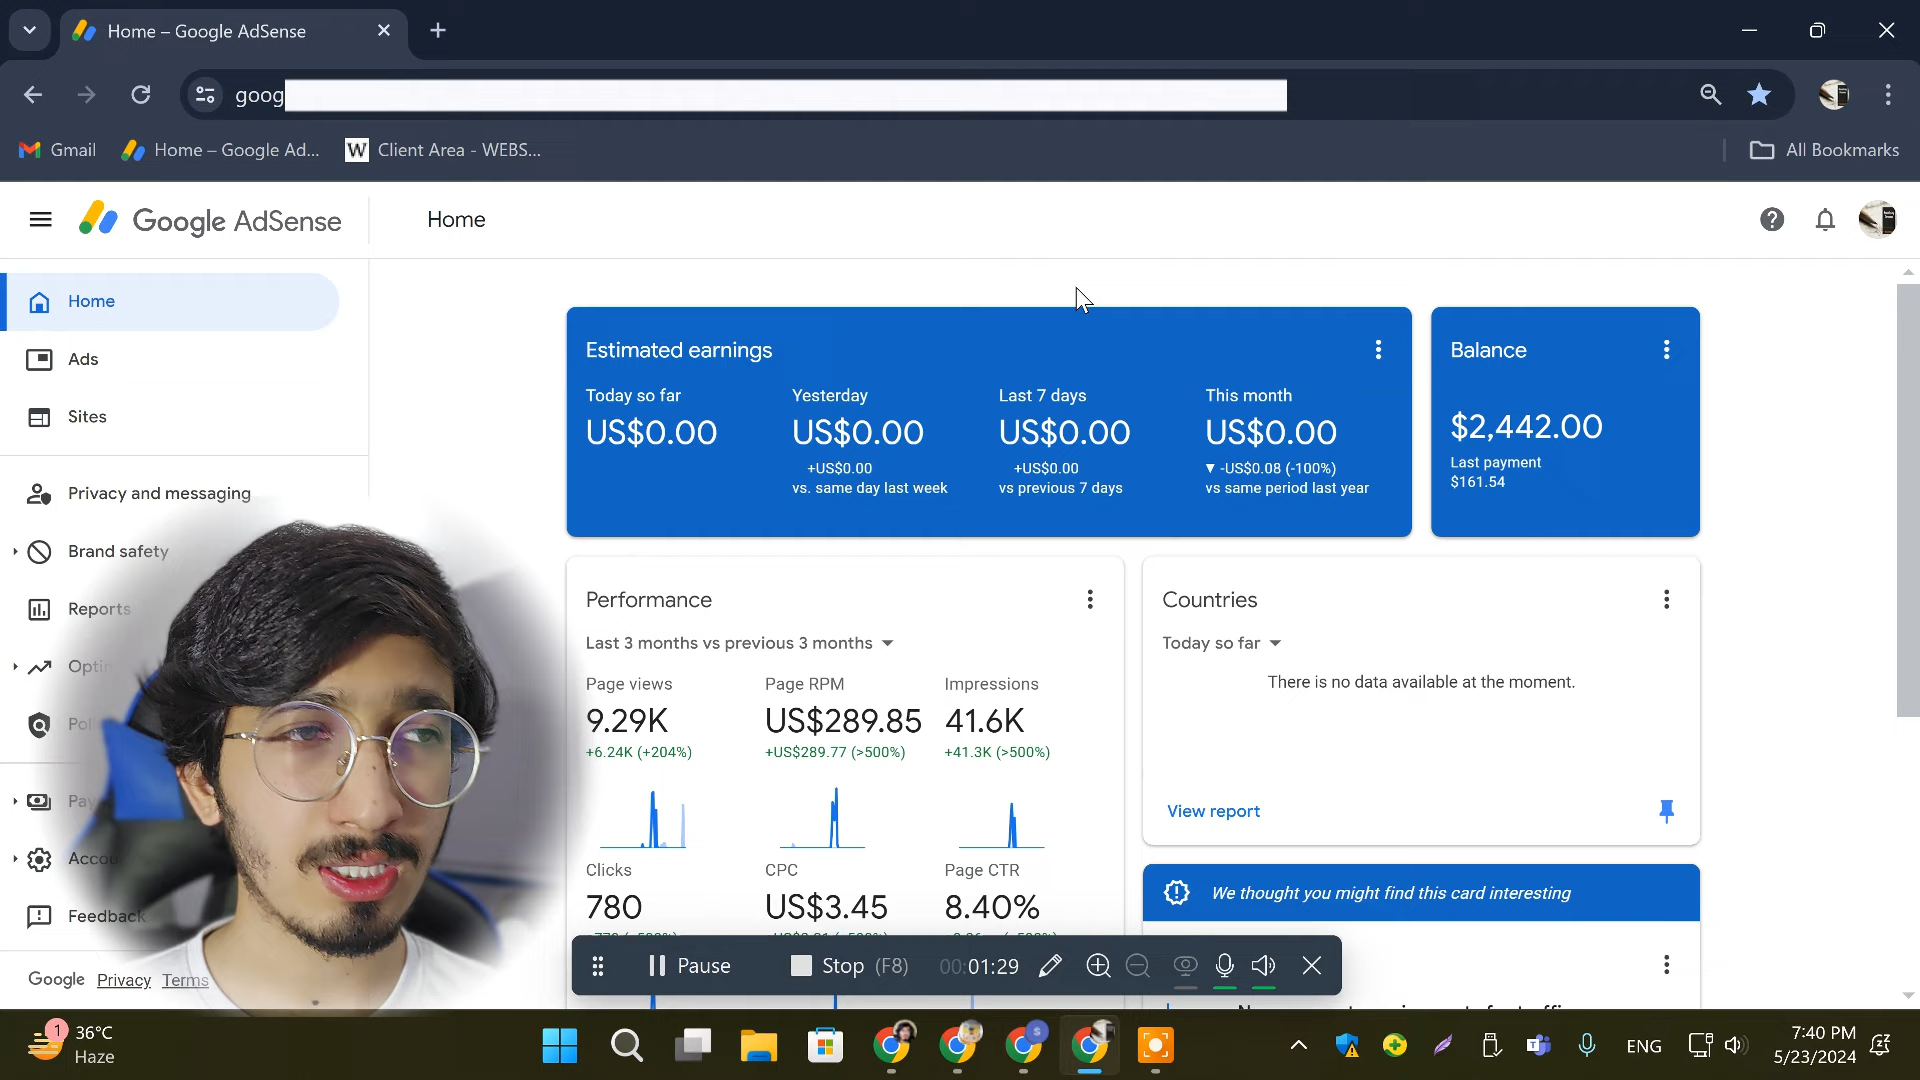 Home – Google AdSense
goog
Gmail
Home – Google Ad...
W Client Area - WEBS...
All Bookmarks
Google AdSense
Home
Home
Ads
Sites
Privacy and messaging
Brand safety
Reports
Feedback
Google Privacy Terms
Estimated earnings
Today so far
US$0.00
Yesterday
US$0.00
+US$0.00
vs. same day last week
Last 7 days
US$0.00
+US$0.00
vs previous 7 days
This month
US$0.00
▼ -US$0.08 (-100%)
vs same period last year
Balance
$2,442.00
Last payment
$161.54
Performance
Last 3 months vs previous 3 months
Page views
9.29K
+6.24K (+204%)
Page RPM
US$289.85
+US$289.77 (>500%)
Impressions
41.6K
+41.3K (>500%)
Clicks
780
CPC
US$3.45
Page CTR
8.40%
Countries
Today so far
There is no data available at the moment.
View report
We thought you might find this card interesting
Pause
Stop (F8)
00:01:29
1
36°C
Haze
S
ENG
7:40 PM
5/23/2024